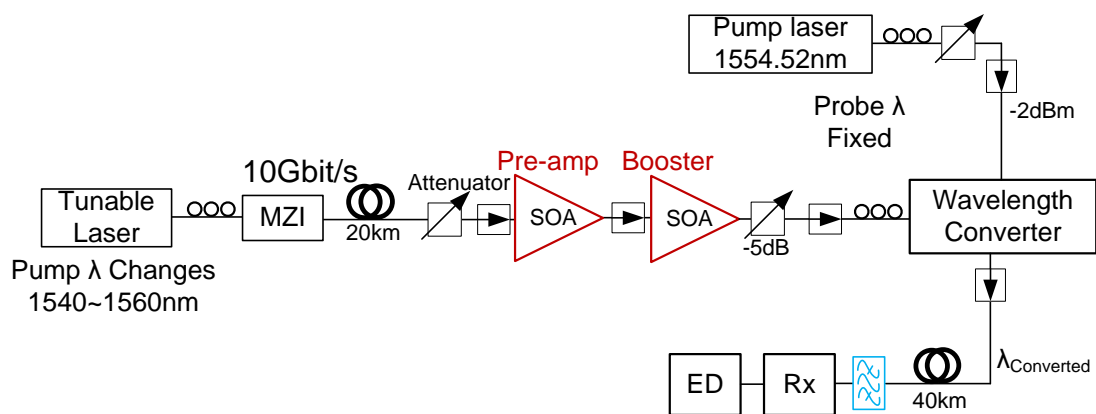 Pump laser
1554.52nm
Probe λ
Fixed
-2dBm
10Gbit/s
Pre-amp
Booster
Attenuator
Tunable
Laser
MZI
20km
SOA
SOA
-5dB
Wavelength
Converter
Pump λ Changes
1540~1560nm
λConverted
ED
Rx
40km